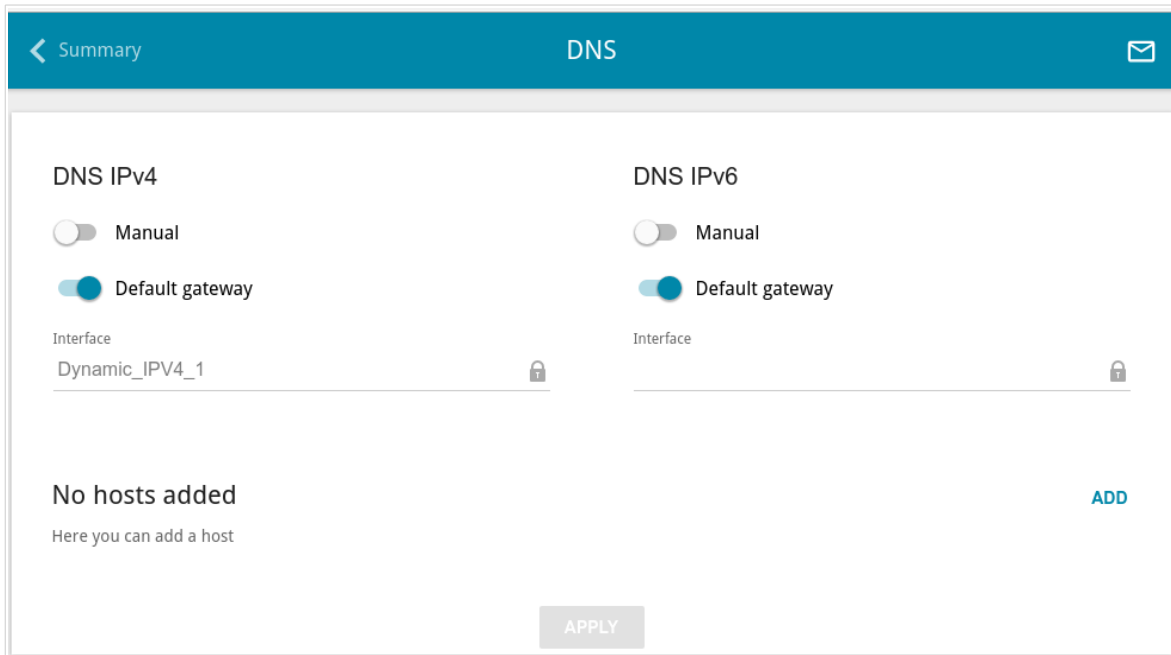 Summary
DNS
DNS IPv4
Manual
Default gateway
Interface
Dynamic_IPV4_1
DNS IPv6
Manual
Default gateway
Interface
No hosts added
ADD
Here you can add a host
APPLY